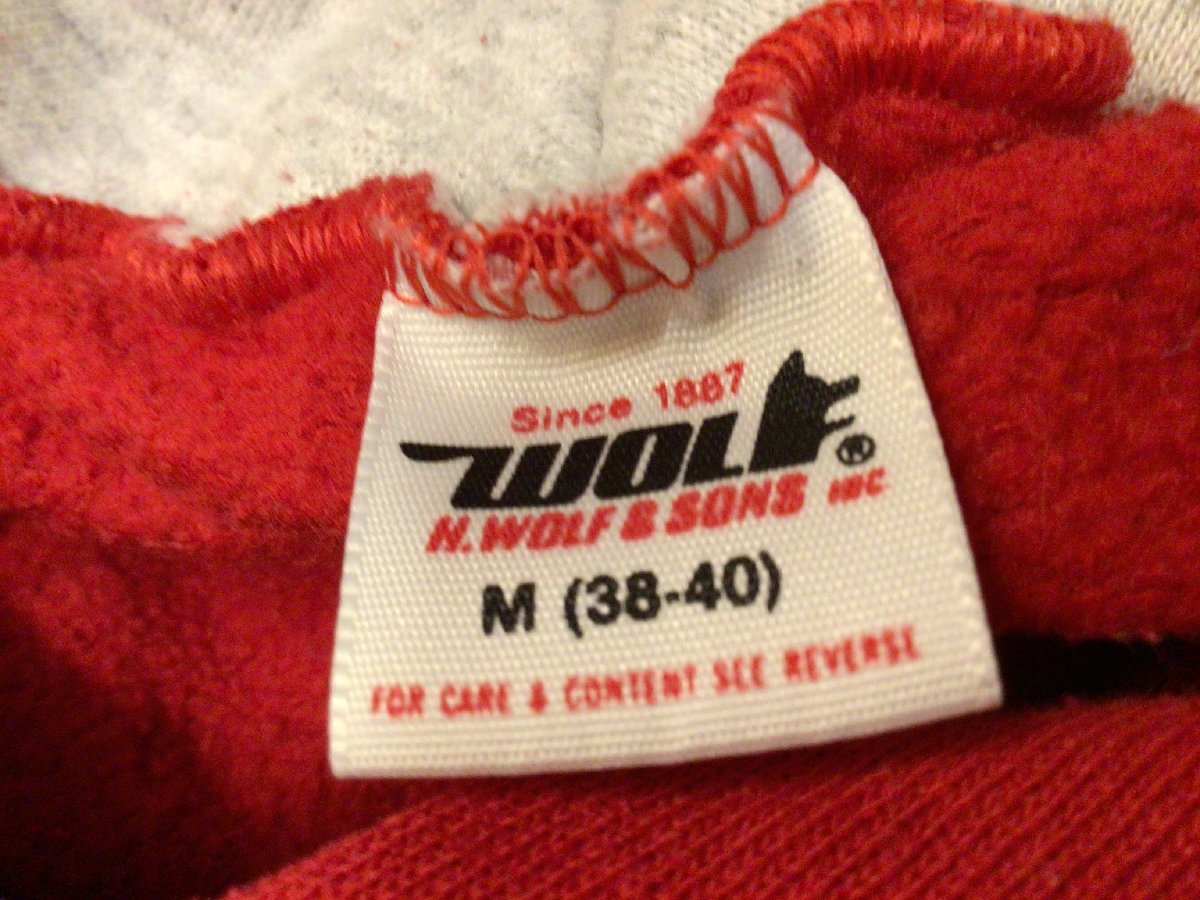 Since 1887
WOLF®
H. WOLF & SONS INC
M (38-40)
FOR CARE & CONTENT SEE REVERSE